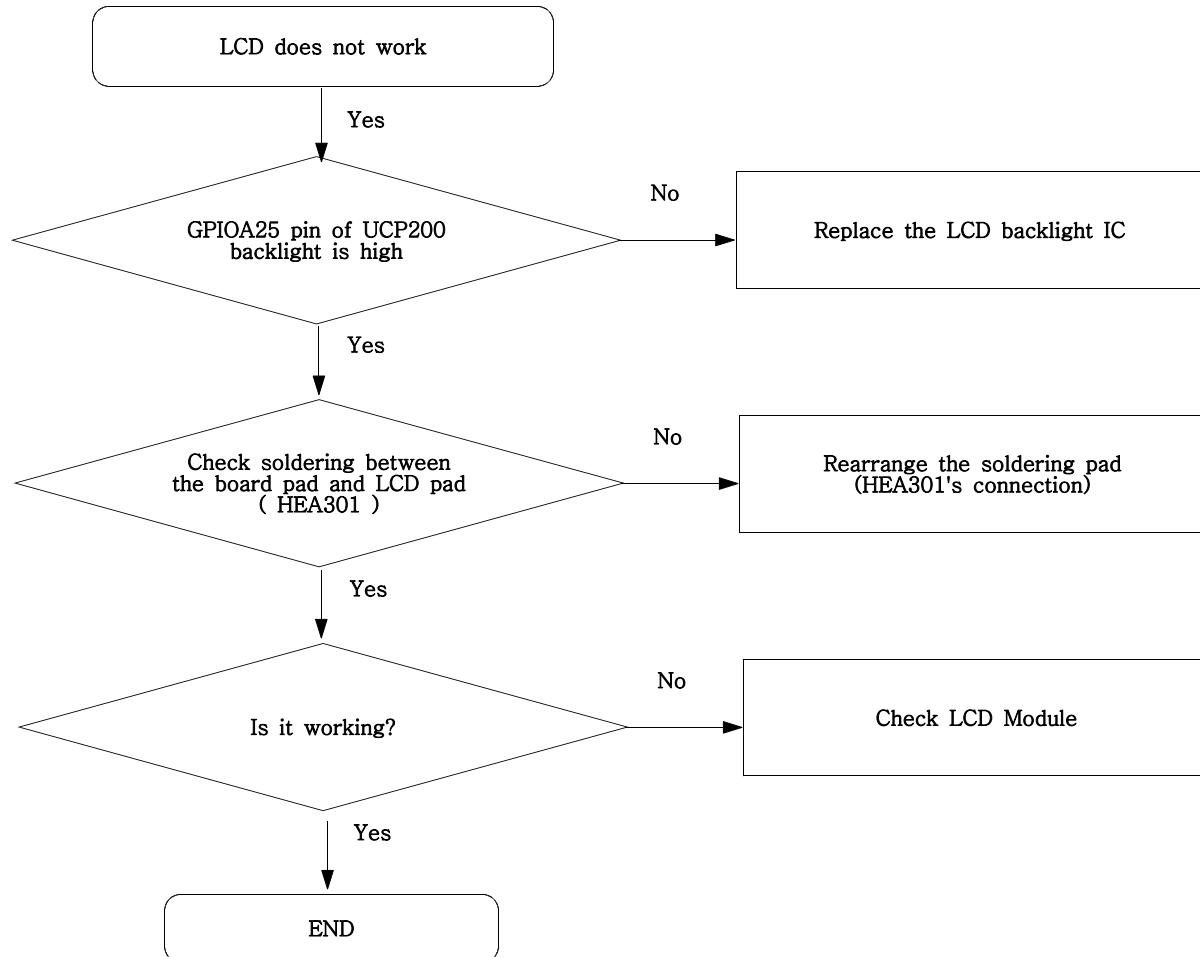 LCD does not work
Yes
GPIOA25 pin of UCP200
backlight is high
No
Replace the LCD backlight IC
Yes
Check soldering between
the board pad and LCD pad
( HEA301 )
No
Rearrange the soldering pad
(HEA301's connection)
Yes
Is it working?
No
Check LCD Module
Yes
END